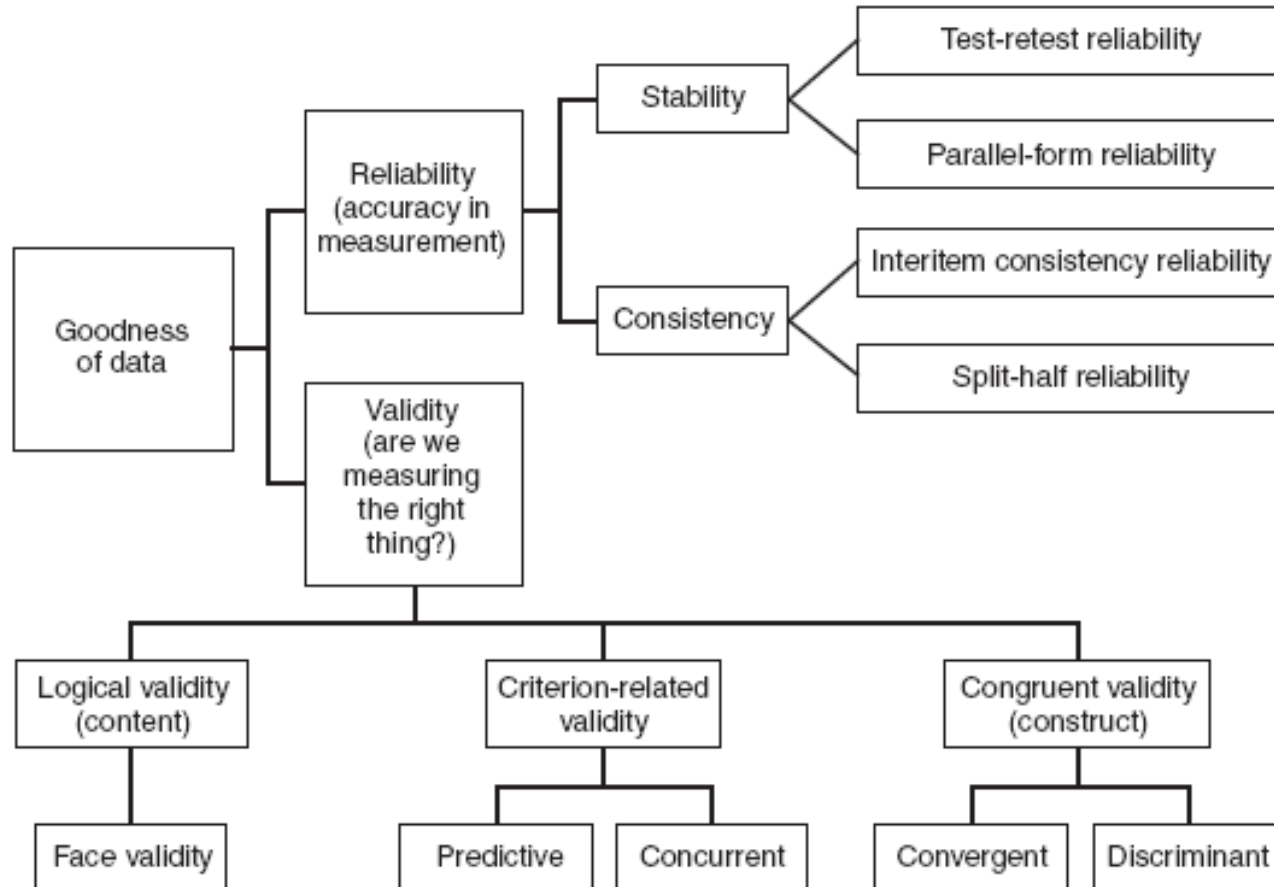 Test-retest reliability
Stability
Parallel-form reliability
Reliability
(accuracy in
measurement)
Interitem consistency reliability
Consistency
Split-half reliability
Goodness
of data
Validity
(are we
measuring
the right
thing?)
Logical validity
(content)
Criterion-related
validity
Congruent validity
(construct)
Face validity
Predictive
Concurrent
Convergent
Discriminant